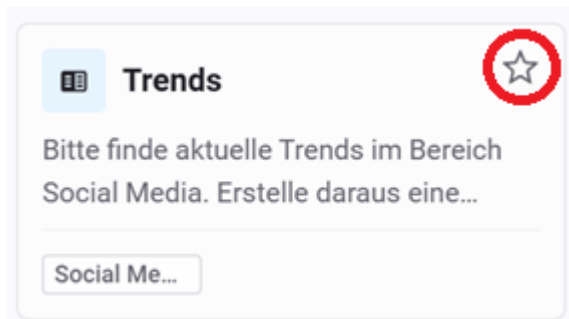 Trends
Bitte finde aktuelle Trends im Bereich
Social Media. Erstelle daraus eine…
Social Me…